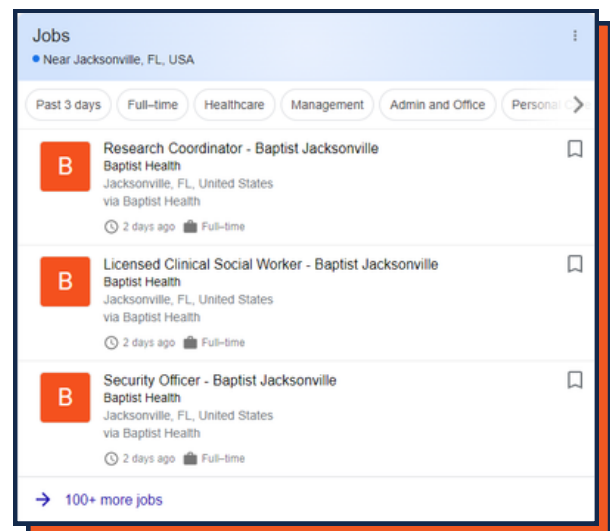 Jobs
Near Jacksonville, FL, USA
Past 3 days
Full–time
Healthcare
Management
Admin and Office
Personal
B
Research Coordinator - Baptist Jacksonville
Baptist Health
Jacksonville, FL, United States
via Baptist Health
2 days ago Full–time
B
Licensed Clinical Social Worker - Baptist Jacksonville
Baptist Health
Jacksonville, FL, United States
via Baptist Health
2 days ago Full–time
B
Security Officer - Baptist Jacksonville
Baptist Health
Jacksonville, FL, United States
via Baptist Health
2 days ago Full–time
100+ more jobs